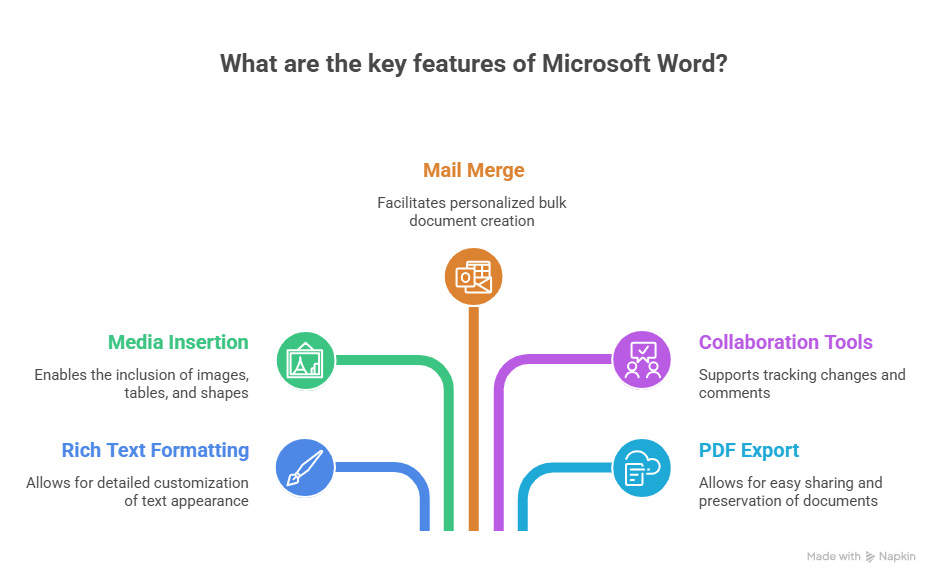 What are the key features of Microsoft Word?
Mail Merge
Facilitates personalized bulk
document creation
Media Insertion
Enables the inclusion of images,
tables, and shapes
Collaboration Tools
Supports tracking changes and
comments
Rich Text Formatting
Allows for detailed customization
of text appearance
PDF Export
Allows for easy sharing and
preservation of documents
Made with Napkin